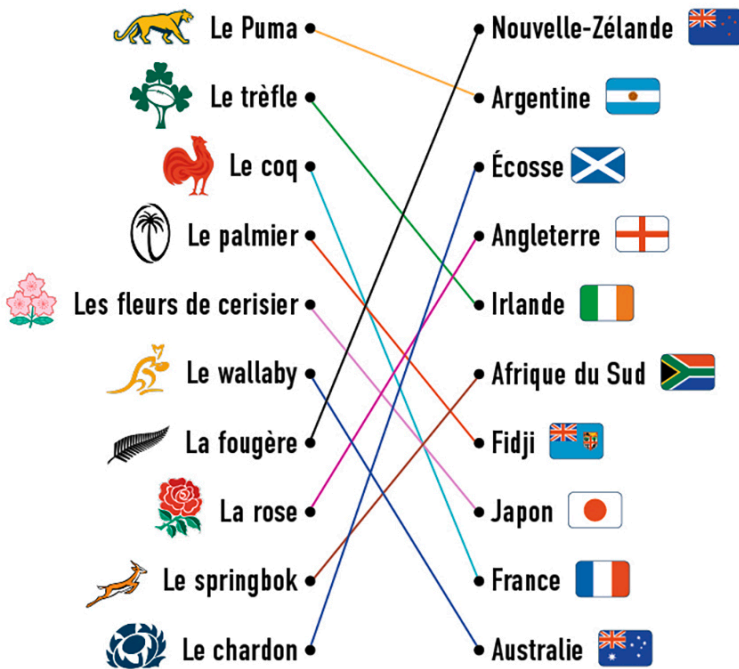 Le Puma
Nouvelle-Zélande
Le trèfle
Argentine
Le coq
Écosse
Le palmier
Angleterre
Les fleurs de cerisier
Irlande
Le wallaby
Afrique du Sud
La fougère
Fidji
La rose
Japon
Le springbok
France
Le chardon
Australie